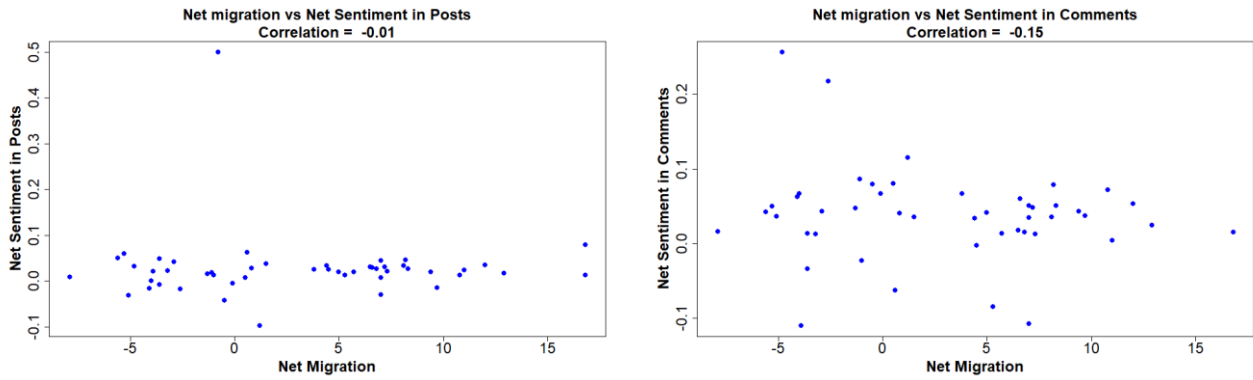 Net migration vs Net Sentiment in Posts
Correlation = -0.01
Net Sentiment in Posts
0.5
0.4
0.3
0.2
0.1
0.0
-0.1
-5 0 5 10 15
Net Migration
Net migration vs Net Sentiment in Comments
Correlation = -0.15
Net Sentiment in Comments
0.2
0.1
0.0
-0.1
-5 0 5 10 15
Net Migration